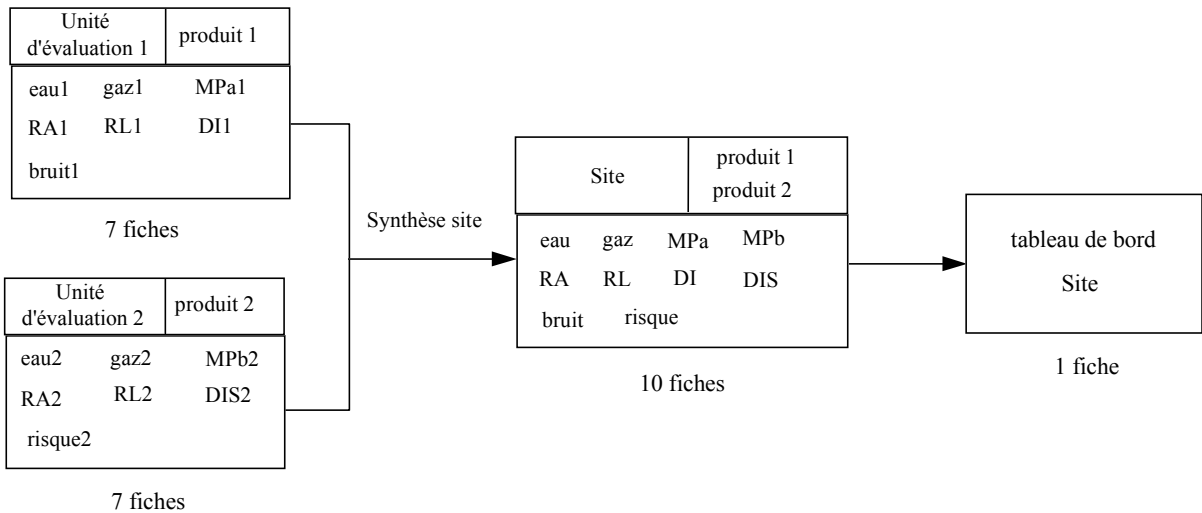 Unité
d'évaluation 1
produit 1
eau1 gaz1 MPa1
RA1 RL1 DI1
bruit1
7 fiches
Unité
d'évaluation 2
produit 2
eau2 gaz2 MPb2
RA2 RL2 DIS2
risque2
7 fiches
Synthèse site
Site
produit 1
produit 2
eau gaz MPa MPb
RA RL DI DIS
bruit risque
10 fiches
tableau de bord
Site
1 fiche